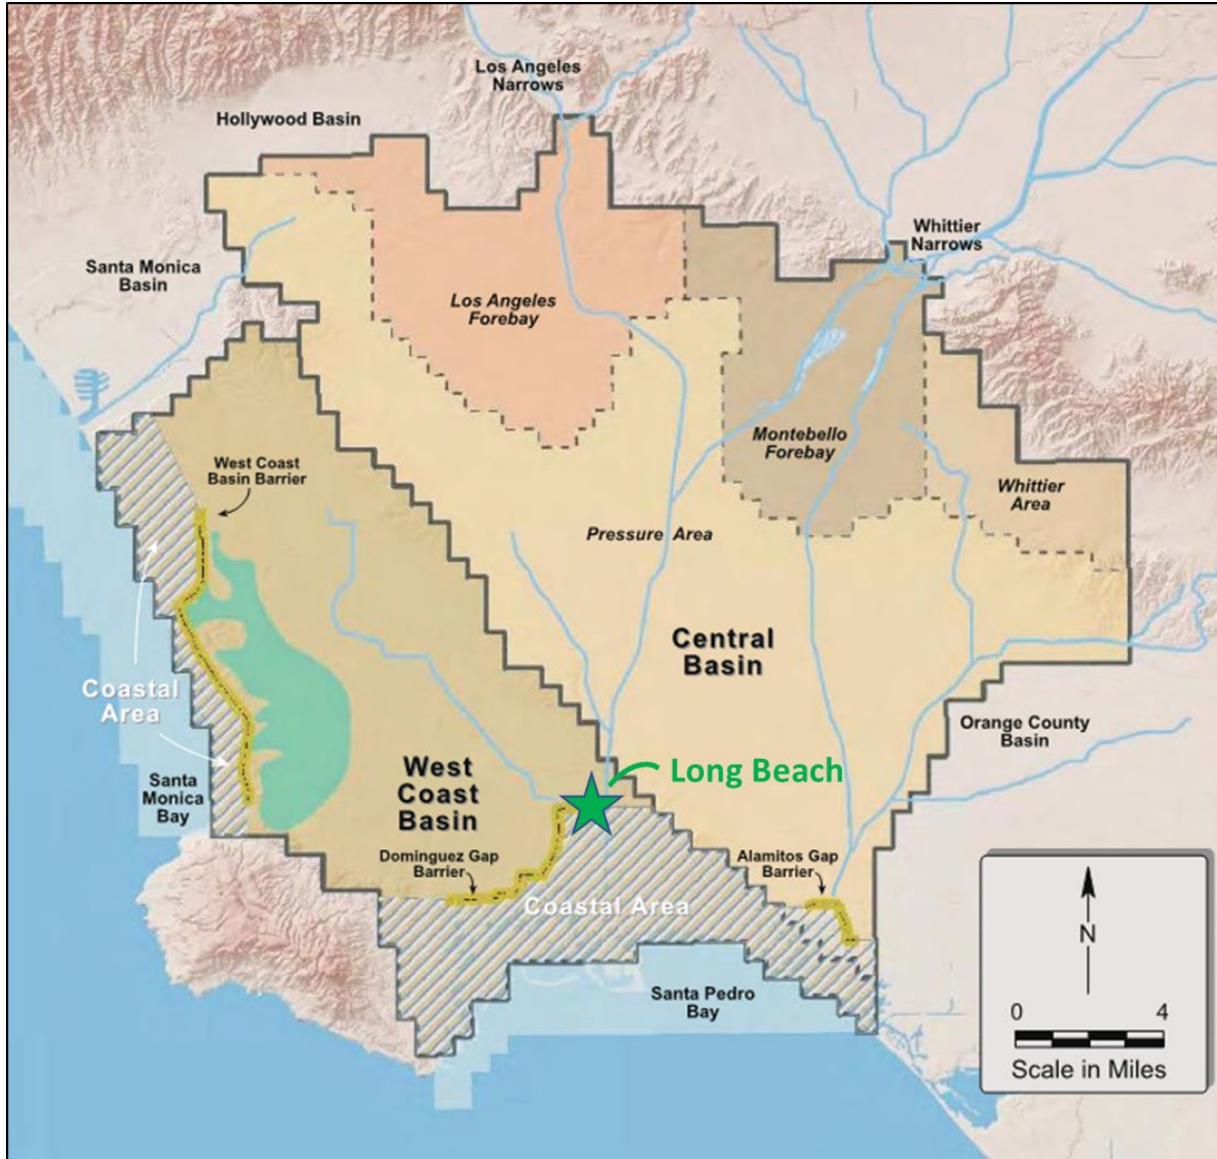 Los Angeles
Narrows
Hollywood Basin
Whittier
Narrows
Santa Monica
Basin
Los Angeles
Forebay
Montebello
Forebay
West Coast
Basin Barrier
Whittier
Area
Pressure Area
Central
Basin
Coastal
Area
Orange County
Basin
Santa
Monica
Bay
West
Coast
Basin
Long Beach
Dominguez Gap
Barrier
Alamitos Gap
Barrier
Coastal Area
Santa Pedro
Bay
N
0 4
Scale in Miles